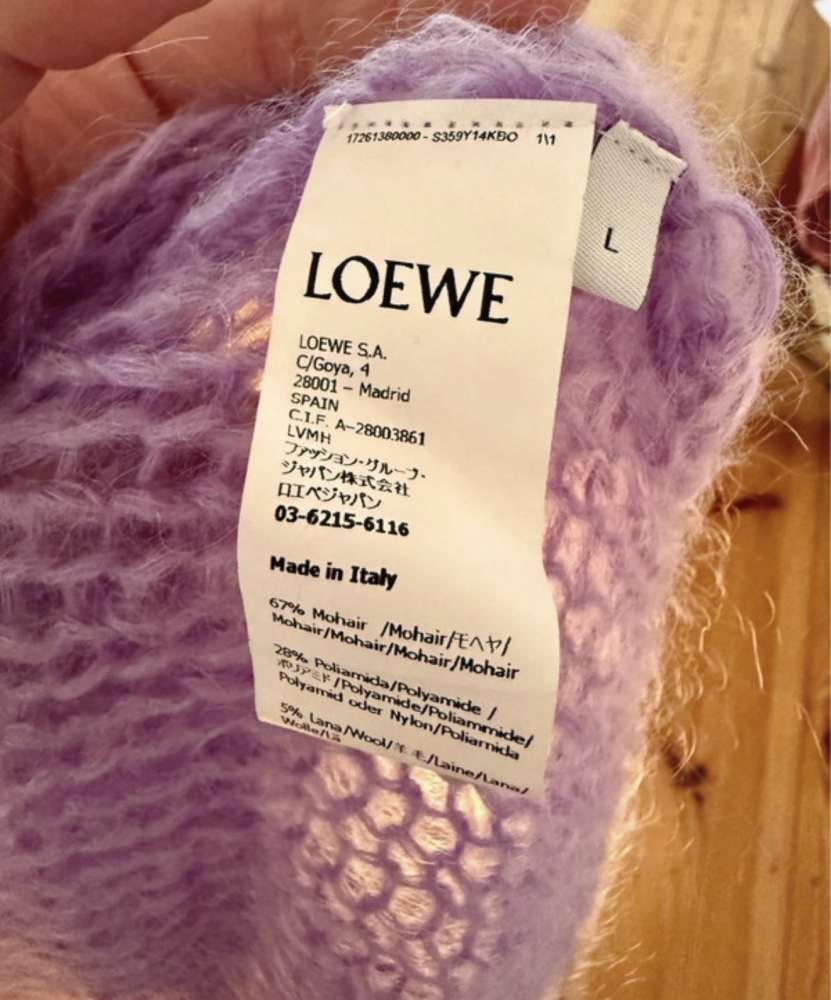 17261380000 - S359Y14KBO 1\1
L
LOEWE
LOEWE S.A.
C/Goya, 4
28001 – Madrid
SPAIN
C.I.F. A-28003861
LVMH
ファッション・グループ・
ジャパン株式会社
ロエベジャパン
03-6215-6116
Made in Italy
67% Mohair /Mohair/モヘヤ/
Mohair/Mohair/Mohair/Mohair
28% Poliamida/Polyamide /
ポリアミド/Polyamide/Poliammide/
Polyamid oder Nylon/Poliamida
5% Lana/Wool/羊 毛/Laine/Lana/
Wolle/Lã